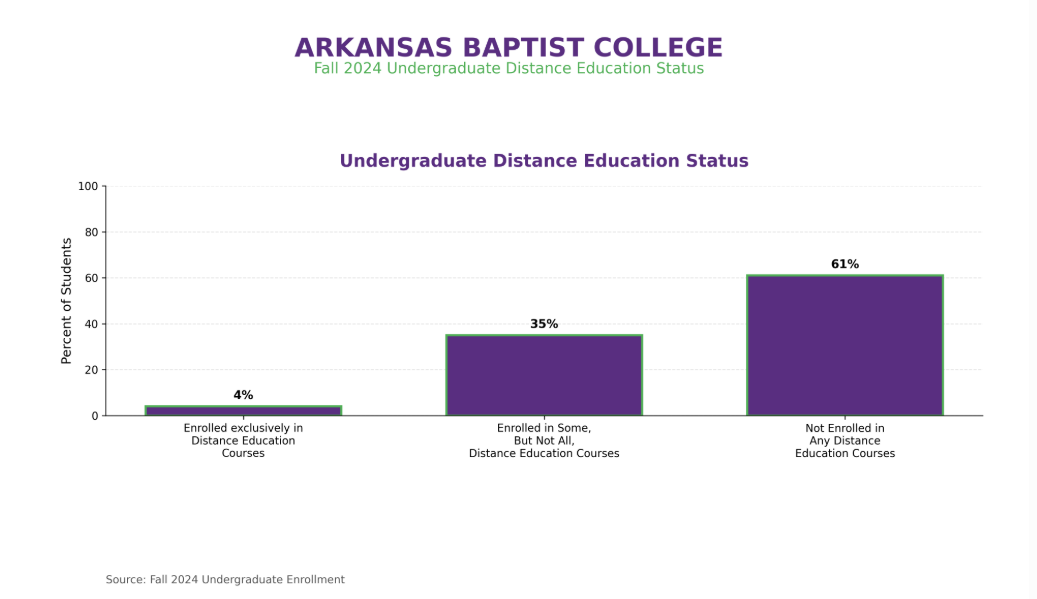 ARKANSAS BAPTIST COLLEGE
Fall 2024 Undergraduate Distance Education Status
Undergraduate Distance Education Status
Percent of Students
100
80
60
40
20
0
4%
35%
61%
Enrolled exclusively in
Distance Education
Courses
Enrolled in Some,
But Not All,
Distance Education Courses
Not Enrolled in
Any Distance
Education Courses
Source: Fall 2024 Undergraduate Enrollment